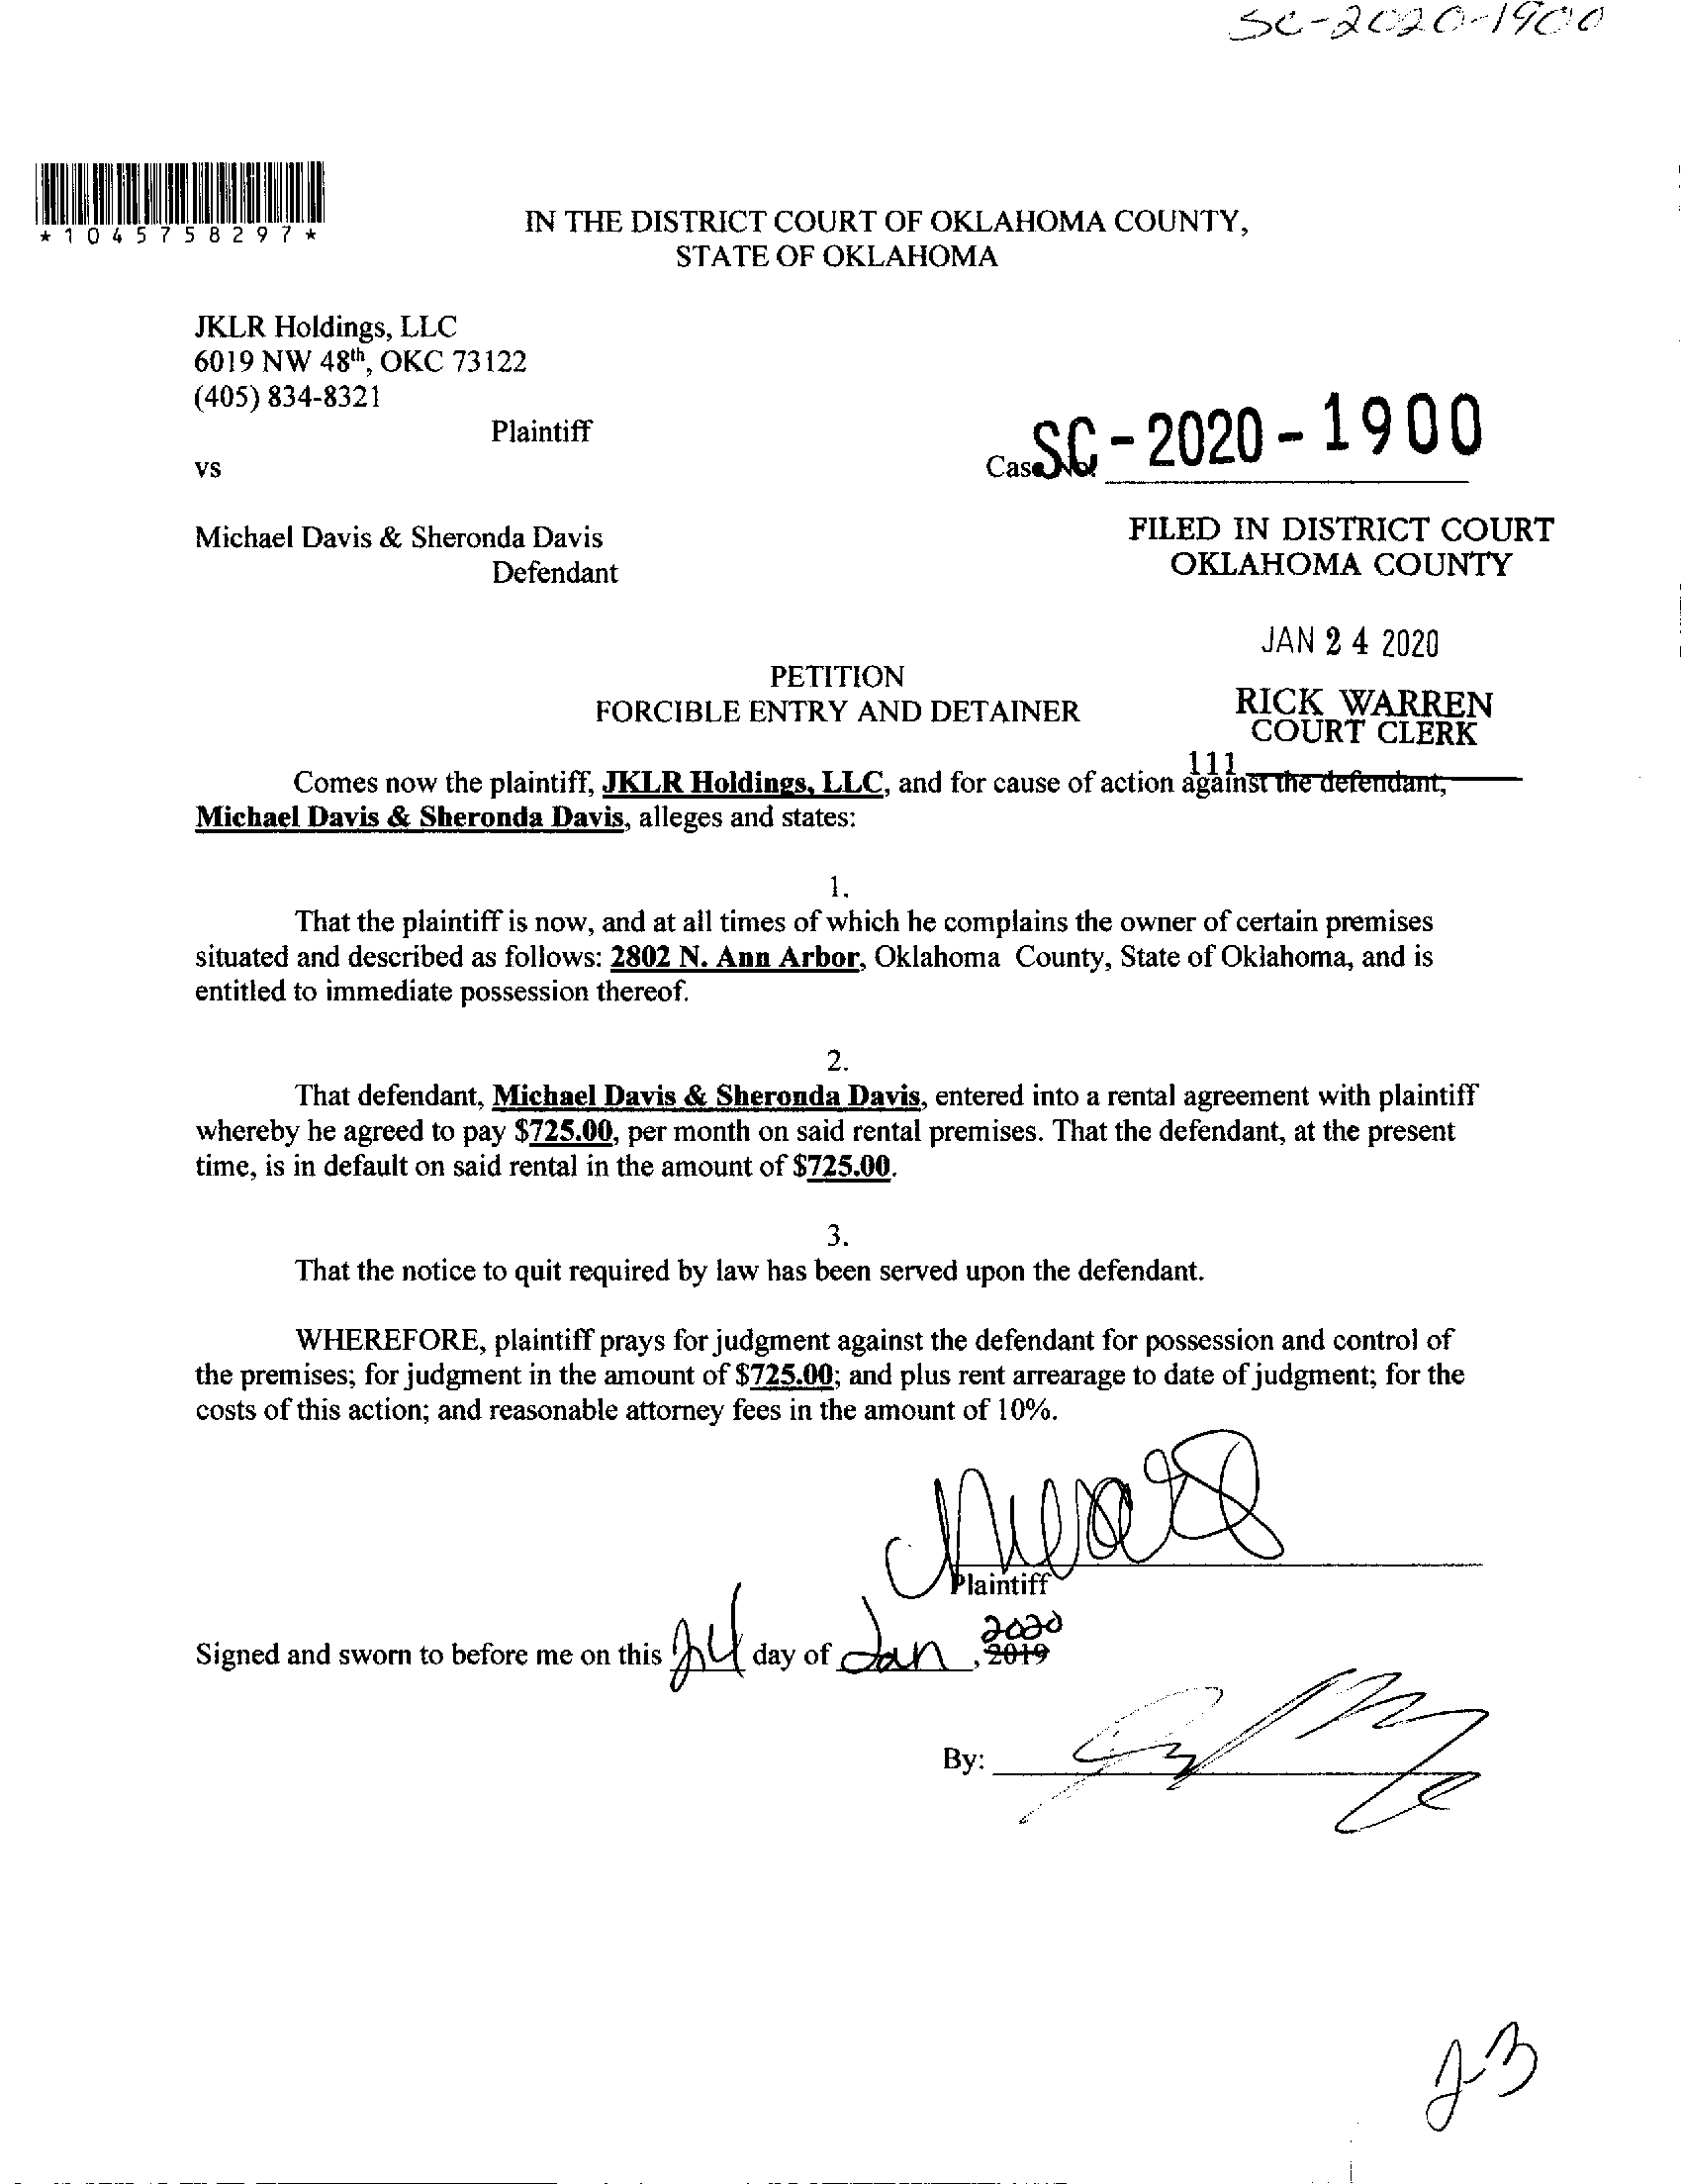 SC-2020-1900
*1045758297*
IN THE DISTRICT COURT OF OKLAHOMA COUNTY,
STATE OF OKLAHOMA
JKLR Holdings, LLC
6019 NW 48th, OKC 73122
(405) 834-8321
Plaintiff
vs
Case No. SC-2020-1900
Michael Davis & Sheronda Davis
Defendant
FILED IN DISTRICT COURT
OKLAHOMA COUNTY
JAN 24 2020
RICK WARREN
COURT CLERK
111
PETITION
FORCIBLE ENTRY AND DETAINER
Comes now the plaintiff, JKLR Holdings, LLC, and for cause of action against the defendant,
Michael Davis & Sheronda Davis, alleges and states:
1.
That the plaintiff is now, and at all times of which he complains the owner of certain premises
situated and described as follows: 2802 N. Ann Arbor, Oklahoma County, State of Oklahoma, and is
entitled to immediate possession thereof.
2.
That defendant, Michael Davis & Sheronda Davis, entered into a rental agreement with plaintiff
whereby he agreed to pay $725.00, per month on said rental premises. That the defendant, at the present
time, is in default on said rental in the amount of $725.00.
3.
That the notice to quit required by law has been served upon the defendant.
WHEREFORE, plaintiff prays for judgment against the defendant for possession and control of
the premises; for judgment in the amount of $725.00; and plus rent arrearage to date of judgment; for the
costs of this action; and reasonable attorney fees in the amount of 10%.
Plaintiff
2020
Signed and sworn to before me on this 24 day of Jan, 2019
By:
2-3